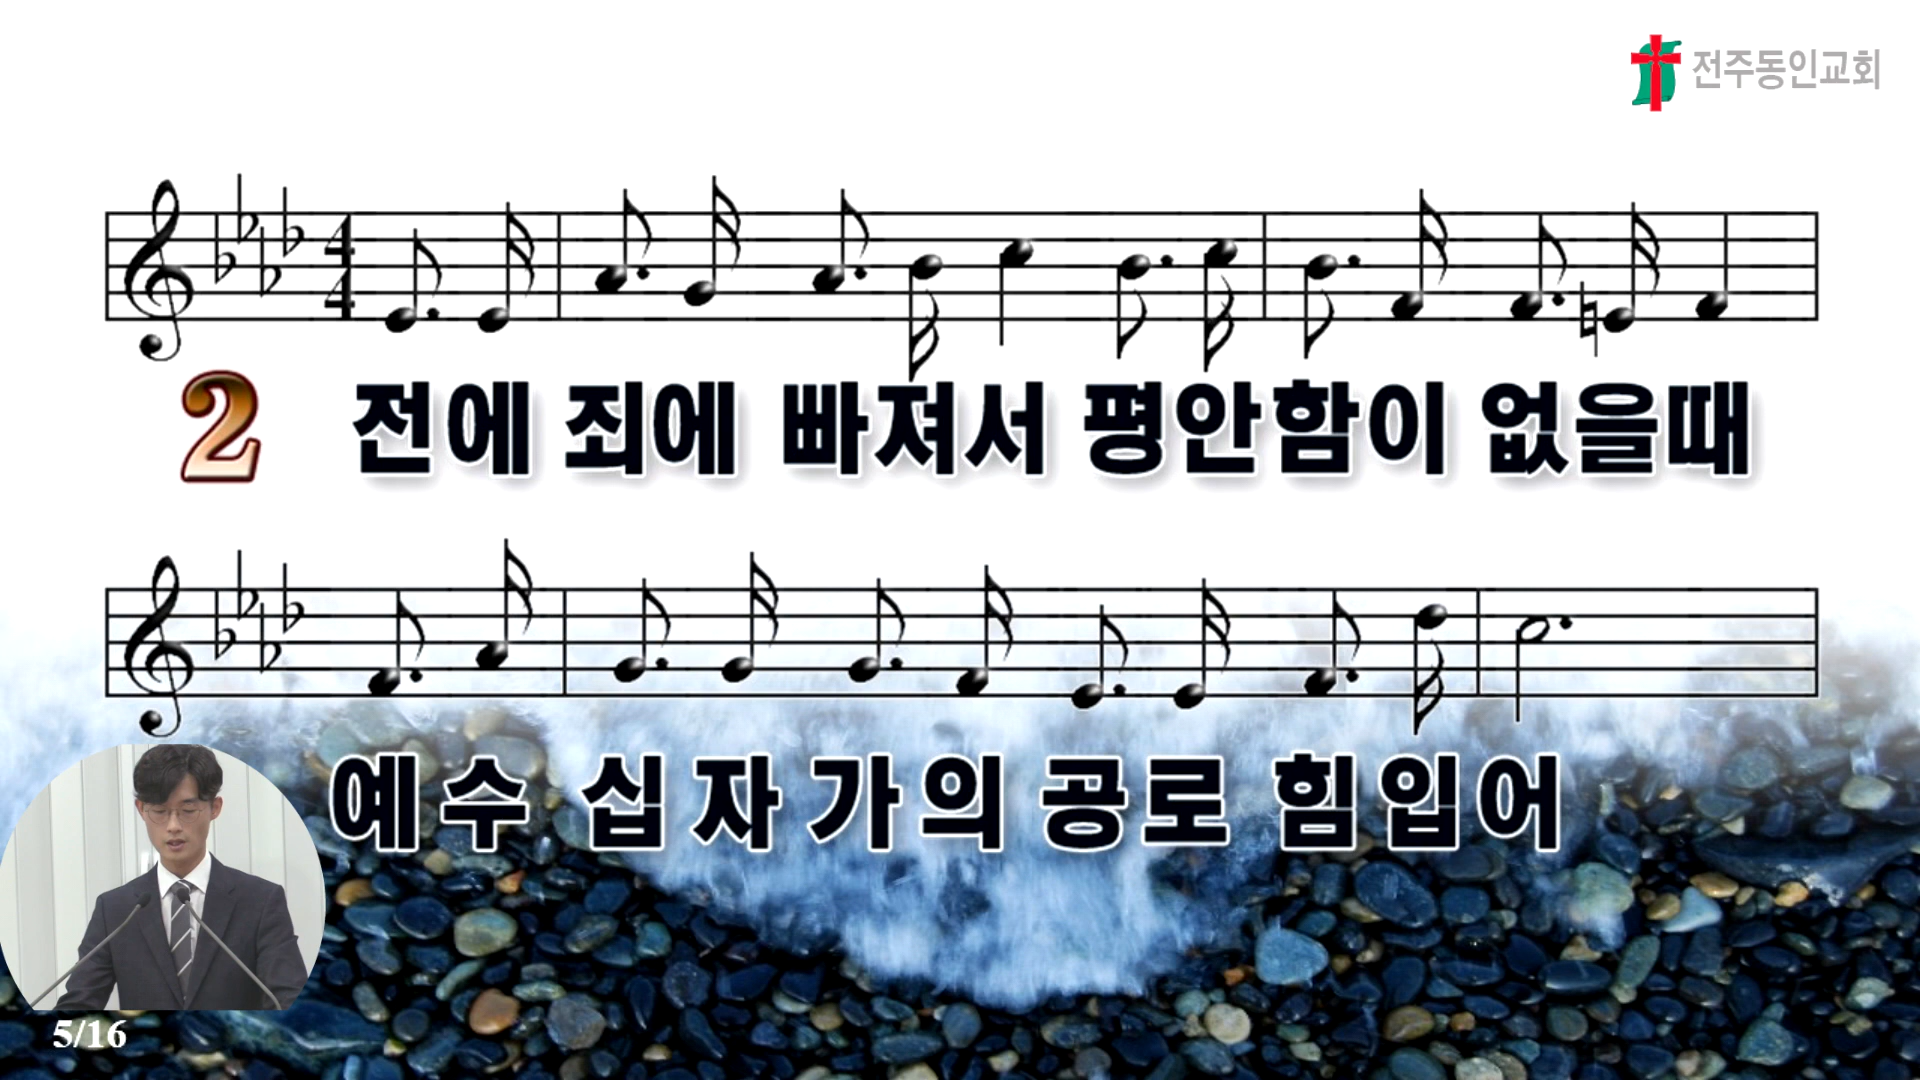 전주동인교회
2 전에 죄에 빠져서 평안함이 없을때
예수 십자가의 공로 힘입어
5/16